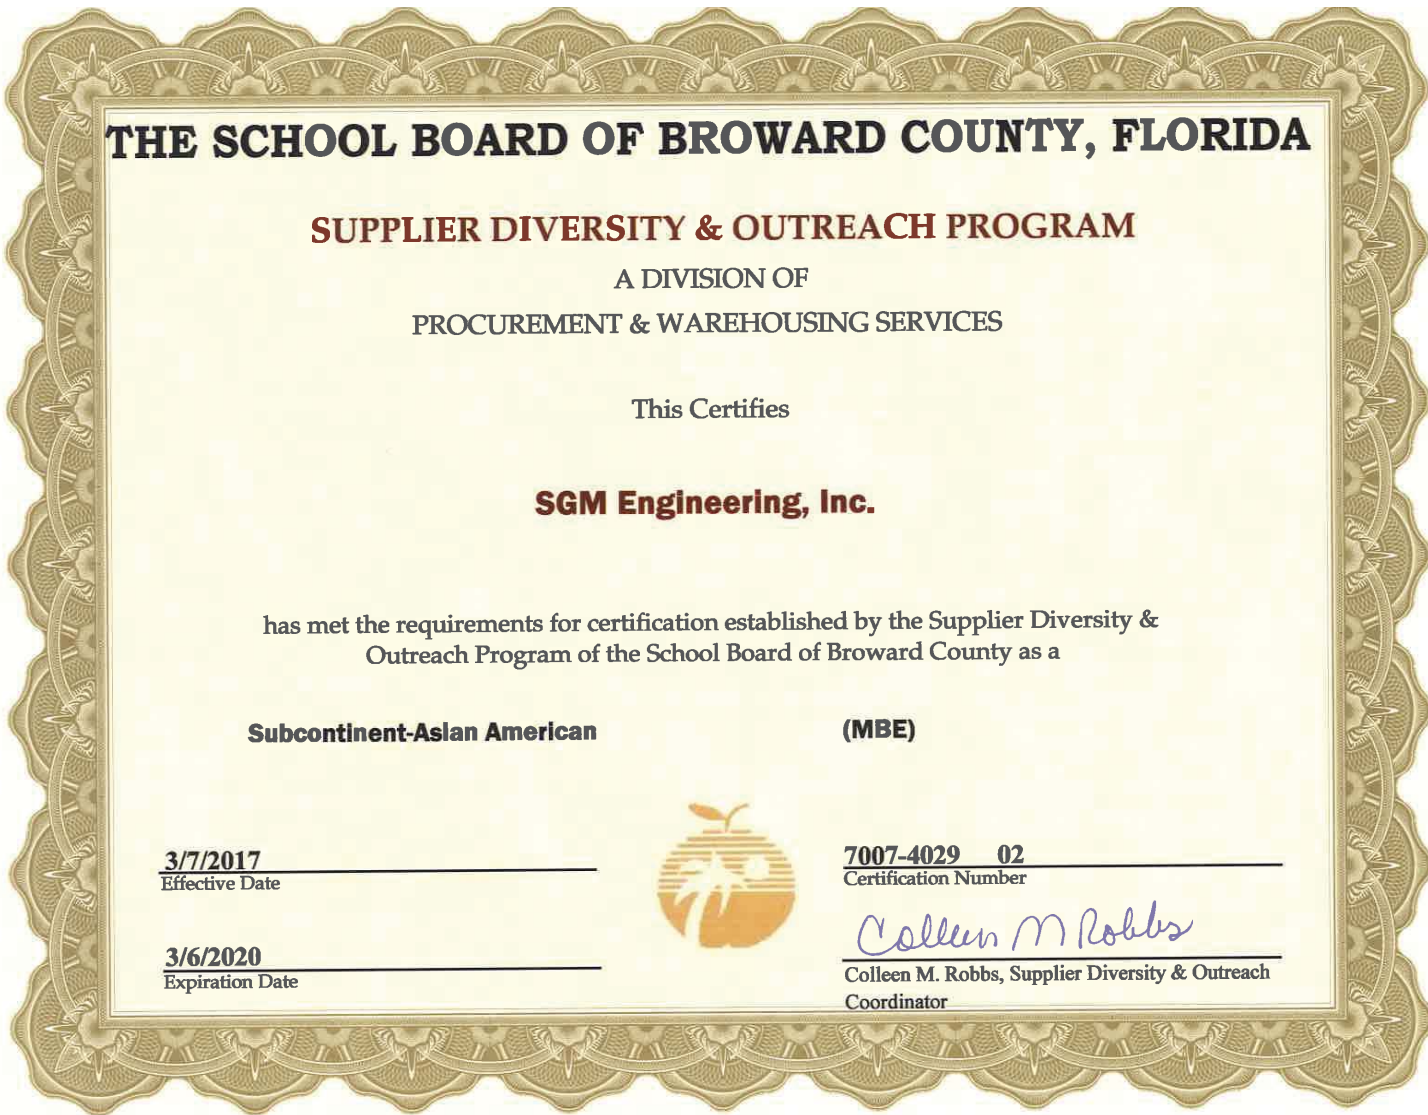 THE SCHOOL BOARD OF BROWARD COUNTY, FLORIDA
SUPPLIER DIVERSITY & OUTREACH PROGRAM
A DIVISION OF
PROCUREMENT & WAREHOUSING SERVICES
This Certifies
SGM Engineering, Inc.
has met the requirements for certification established by the Supplier Diversity &
Outreach Program of the School Board of Broward County as a
Subcontinent-Asian American (MBE)
3/7/2017
Effective Date
7007-4029 02
Certification Number
Colleen M Robbs
3/6/2020
Expiration Date
Colleen M. Robbs, Supplier Diversity & Outreach
Coordinator